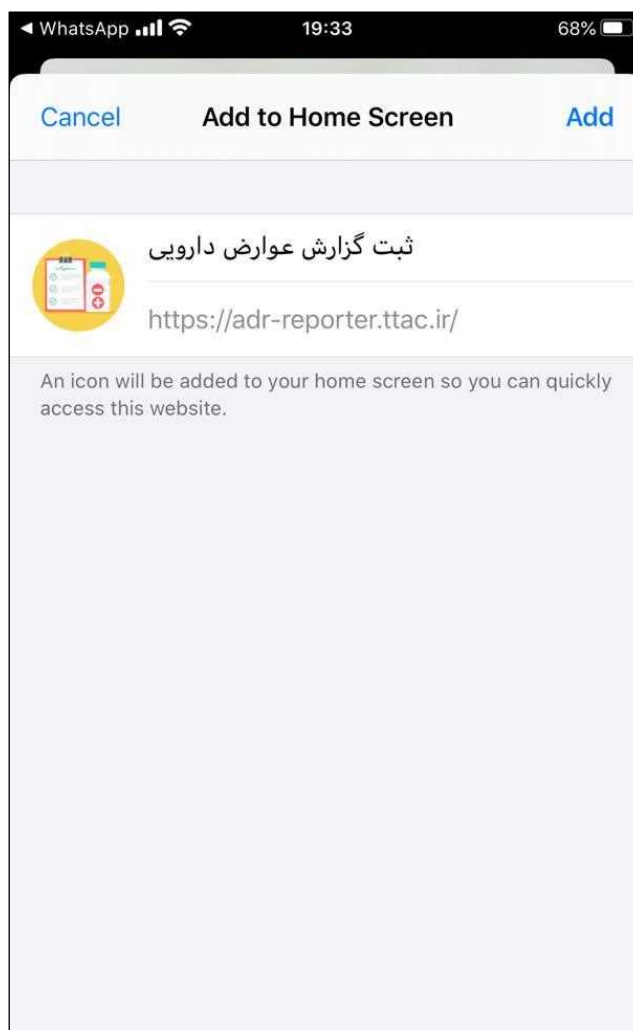 ◀ WhatsApp 19:33 68%
Cancel Add to Home Screen Add
ثبت گزارش عوارض دارویی
https://adr-reporter.ttac.ir/
An icon will be added to your home screen so you can quickly
access this website.